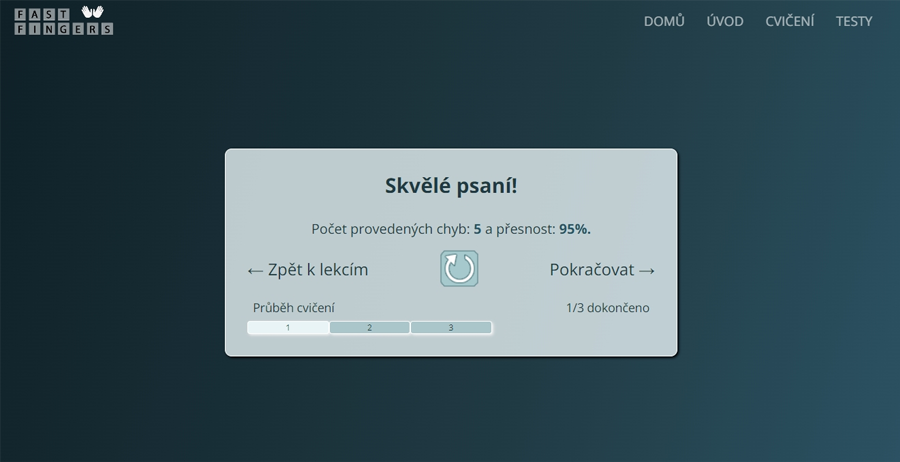 FAST
FINGERS
DOMŮ ÚVOD CVIČENÍ TESTY
Skvělé psaní!
Počet provedených chyb: 5 a přesnost: 95%.
← Zpět k lekcím
Pokračovat →
Průběh cvičení
1/3 dokončeno
1 2 3